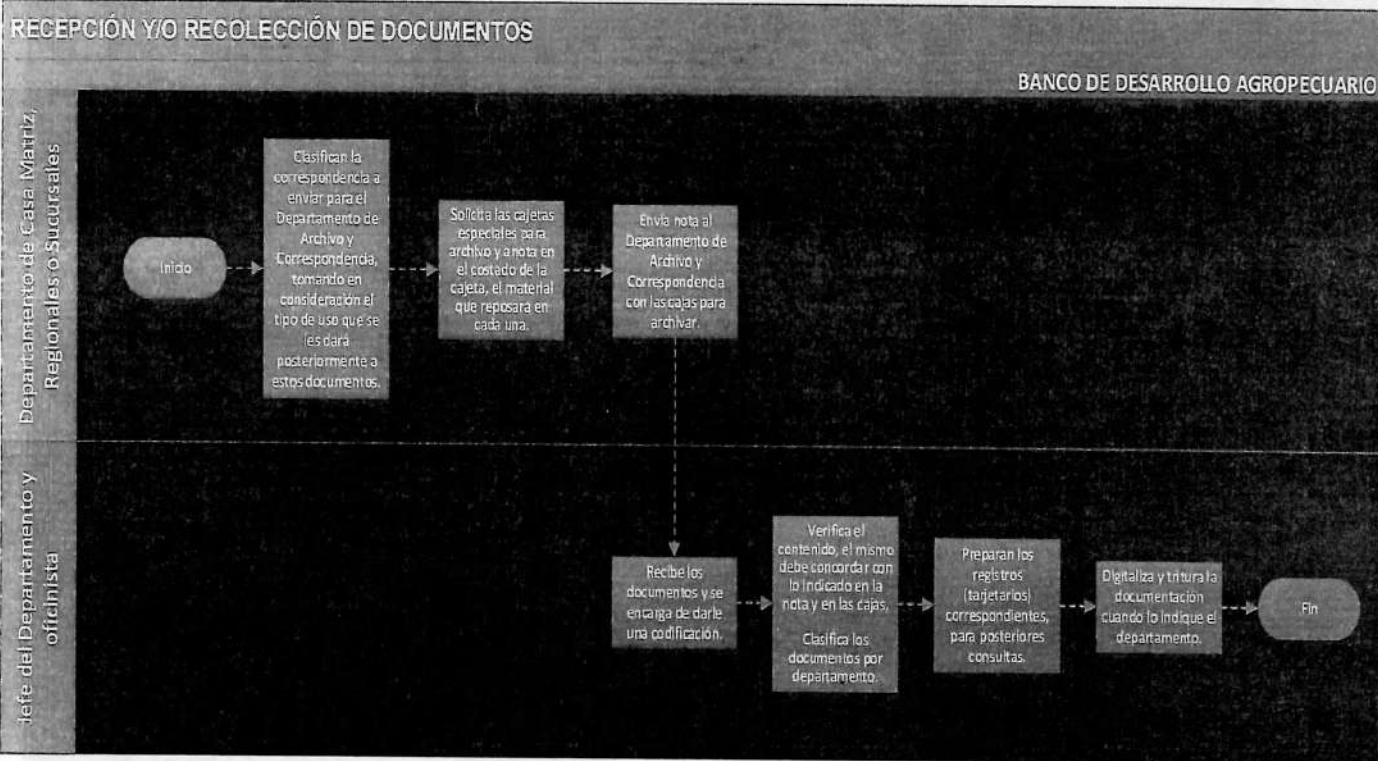 RECEPCIÓN Y/O RECOLECCIÓN DE DOCUMENTOS
BANCO DE DESARROLLO AGROPECUARIO
Departamento de Casa Matriz,
Regionales o Sucursales
Inicio
Clasifican la
correspondencia a
enviar para el
Departamento de
Archivo y
Correspondencia,
tomando en
consideración el
tipo de uso que se
les dará
posteriormente a
estos documentos.
Solicita las cajetas
especiales para
archivo y anota en
el costado de la
cajeta, el material
que reposará en
cada una.
Envía nota al
Departamento de
Archivo y
Correspondencia
con las cajas para
archivar.
Jefe del Departamento y
oficinista
Recibe los
documentos y se
encarga de darle
una codificación.
Verifica el
contenido, el mismo
debe concordar con
lo indicado en la
nota y en las cajas,
Clasifica los
documentos por
departamento.
Preparan los
registros
(tarjetarios)
correspondientes,
para posteriores
consultas.
Digitaliza y tritura la
documentación
cuando lo indique el
departamento.
Fin